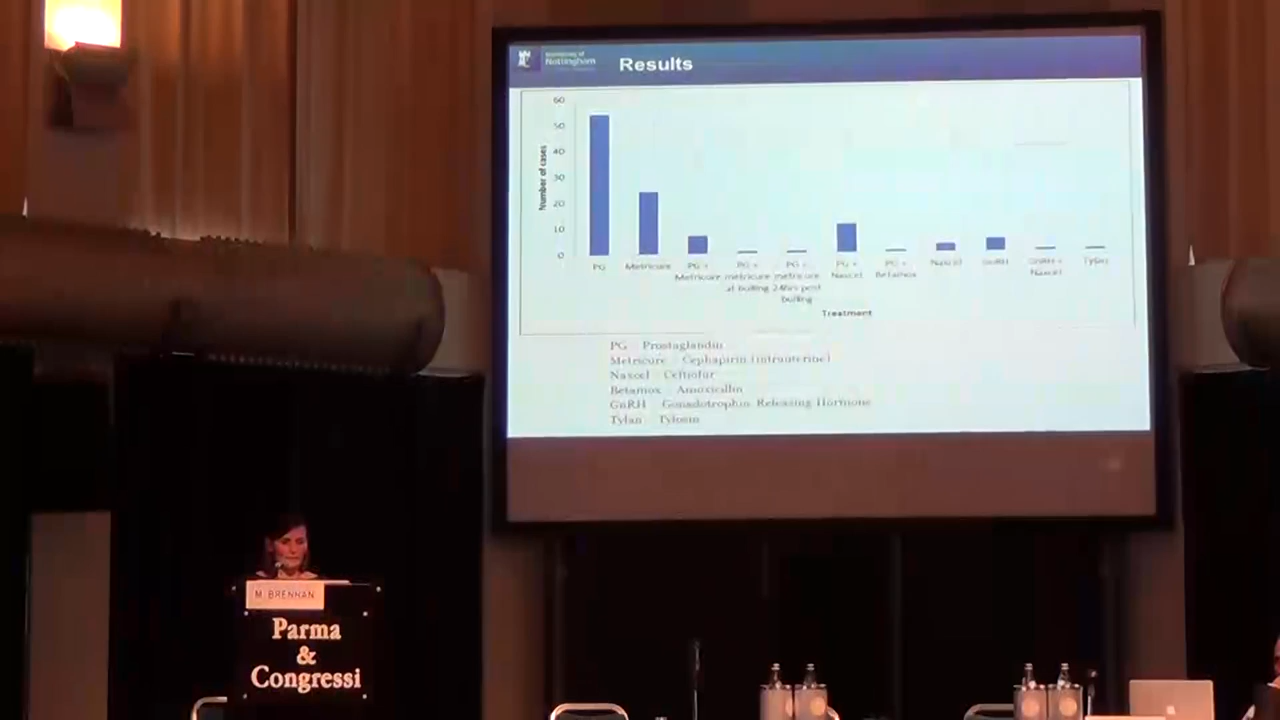 University of
Nottingham
Results
60
50
40
30
20
10
0
Number of cases
PG
Metricure
PG +
Metricure
PG +
metricure
at bulling
PG +
metricure
24hrs post
bulling
PG +
Naxcel
PG +
Betamox
Naxcel
GnRH
GnRH +
Naxcel
Tylan
Treatment
PG Prostaglandin
Metricure Cephapirin (intrauterine)
Naxcel Ceftiofur
Betamox Amoxicillin
GnRH Gonadotrophin Releasing Hormone
Tylan Tylosin
M. BRENNAN
Parma
&
Congressi